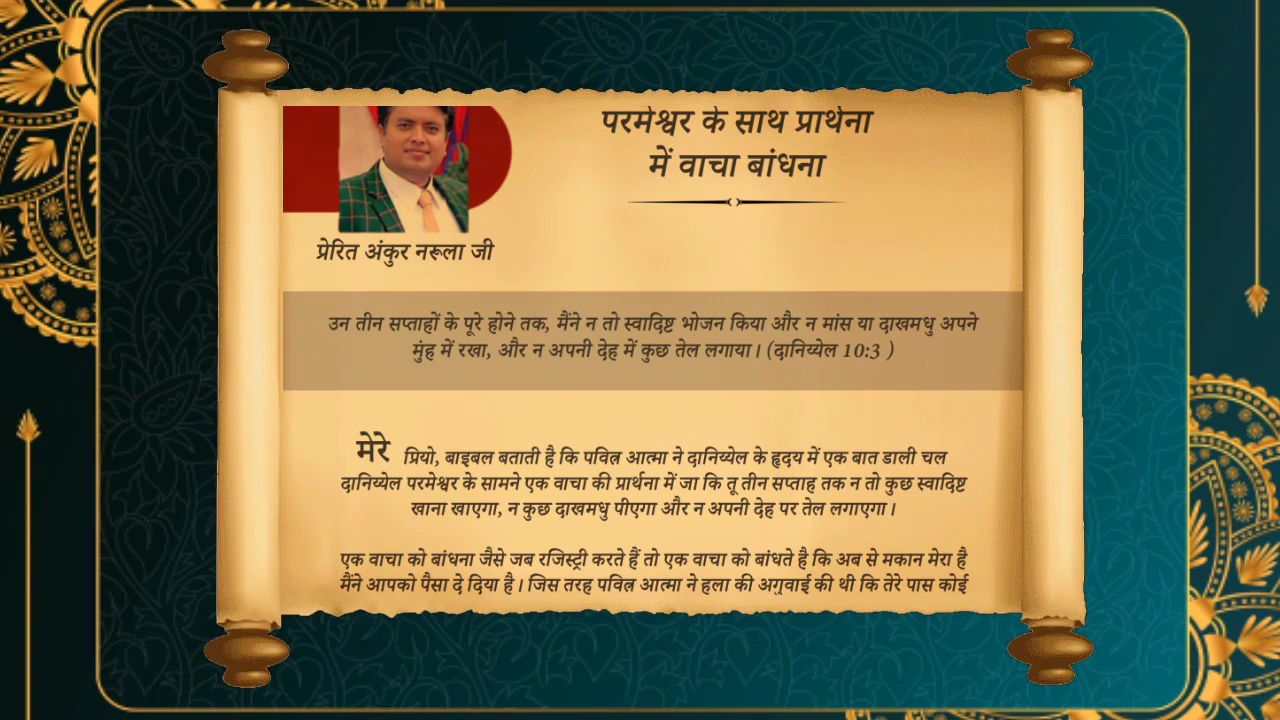 परमेश्वर के साथ प्रार्थना
में वाचा बांधना
प्रेरित अंकुर नरूला जी
उन तीन सप्ताहों के पूरे होने तक, मैंने न तो स्वादिष्ट भोजन किया और न मांस या दाखमधु अपने
मुंह में रखा, और न अपनी देह में कुछ तेल लगाया। (दानिय्येल 10:3 )
मेरे प्रियो, बाइबल बताती है कि पवित्र आत्मा ने दानिय्येल के हृदय में एक बात डाली चल
दानिय्येल परमेश्वर के सामने एक वाचा की प्रार्थना में जा कि तू तीन सप्ताह तक न तो कुछ स्वादिष्ट
खाना खाएगा, न कुछ दाखमधु पीएगा और न अपनी देह पर तेल लगाएगा।
एक वाचा को बांधना जैसे जब रजिस्ट्री करते हैं तो एक वाचा को बांधते है कि अब से मकान मेरा है
मैंने आपको पैसा दे दिया है। जिस तरह पवित्र आत्मा ने हन्ना की अगुवाई की थी कि तेरे पास कोई